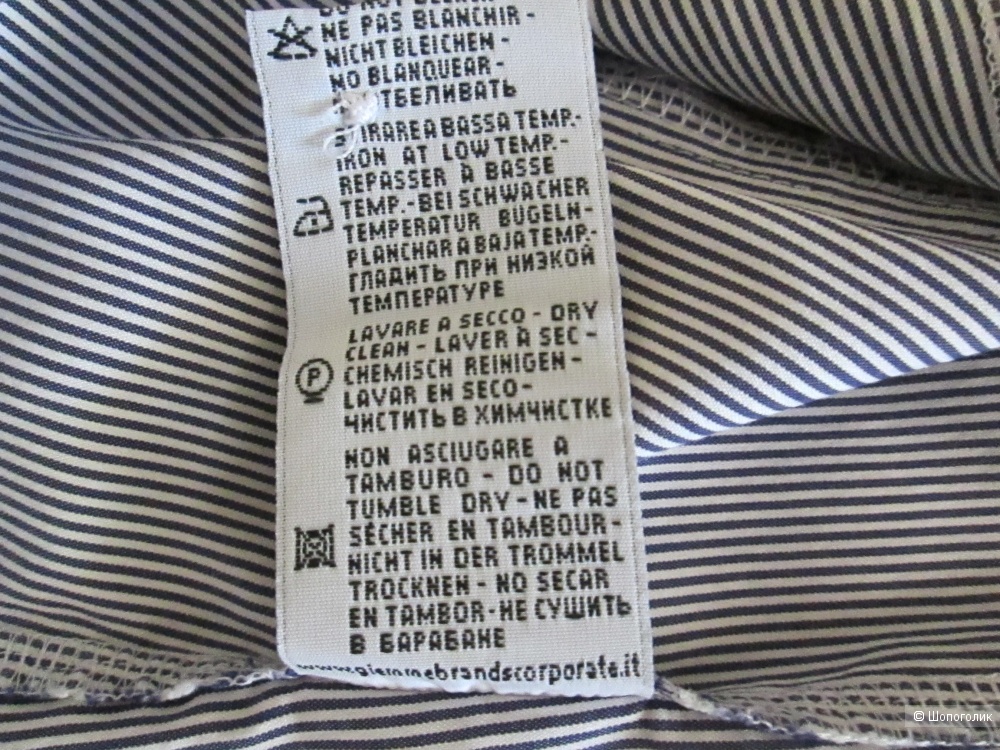 NE PAS BLANCHIR-
NICHT BLEICHEN-
NO BLANQUEAR-
ОТБЕЛИВАТЬ
STIRARE A BASSA TEMP.-
IRON AT LOW TEMP.-
REPASSER À BASSE
TEMP.-BEI SCHWACHER
TEMPERATUR BUGELN-
PLANCHAR A BAJA TEMP.-
ГЛАДИТЬ ПРИ НИЗКОЙ
ТЕМПЕРАТУРЕ
LAVARE A SECCO - DRY
CLEAN - LAVER À SEC -
P CHEMISCH REINIGEN -
LAVAR EN SECO-
ЧИСТИТЬ В ХИМЧИСТКЕ
NON ASCIUGARE A
TAMBURO - DO NOT
TUMBLE DRY-NE PAS
SÉCHER EN TAMBOUR-
NICHT IN DER TROMMEL
TROCKNEN - NO SECAR
EN TAMBOR-НЕ СУШИТЬ
В БАРАБАНЕ
www.giemmebrandscorporate.it
© Шопоголик